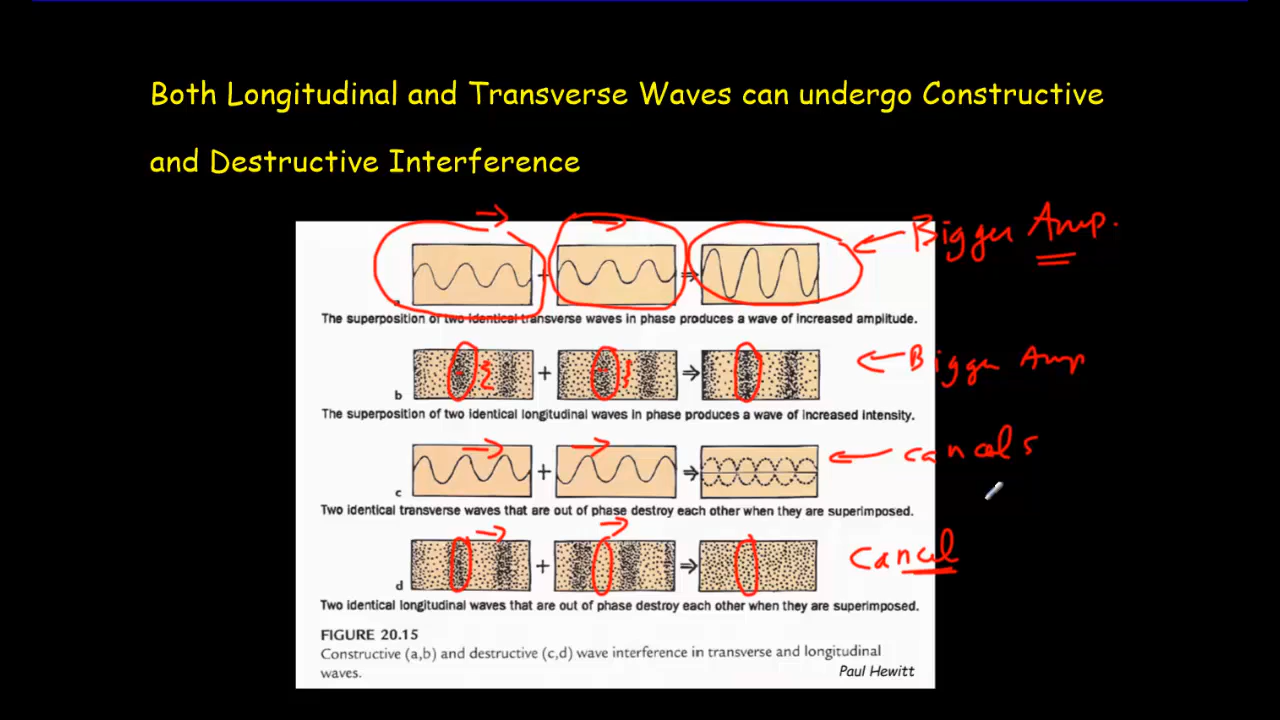 Both Longitudinal and Transverse Waves can undergo Constructive
and Destructive Interference
Bigger Amp.
a
The superposition of two identical transverse waves in phase produces a wave of increased amplitude.
+
⇒
Bigger Amp
b
The superposition of two identical longitudinal waves in phase produces a wave of increased intensity.
+
⇒
cancels
c
Two identical transverse waves that are out of phase destroy each other when they are superimposed.
+
⇒
Cancel
d
Two identical longitudinal waves that are out of phase destroy each other when they are superimposed.
FIGURE 20.15
Constructive (a,b) and destructive (c,d) wave interference in transverse and longitudinal
waves.
Paul Hewitt